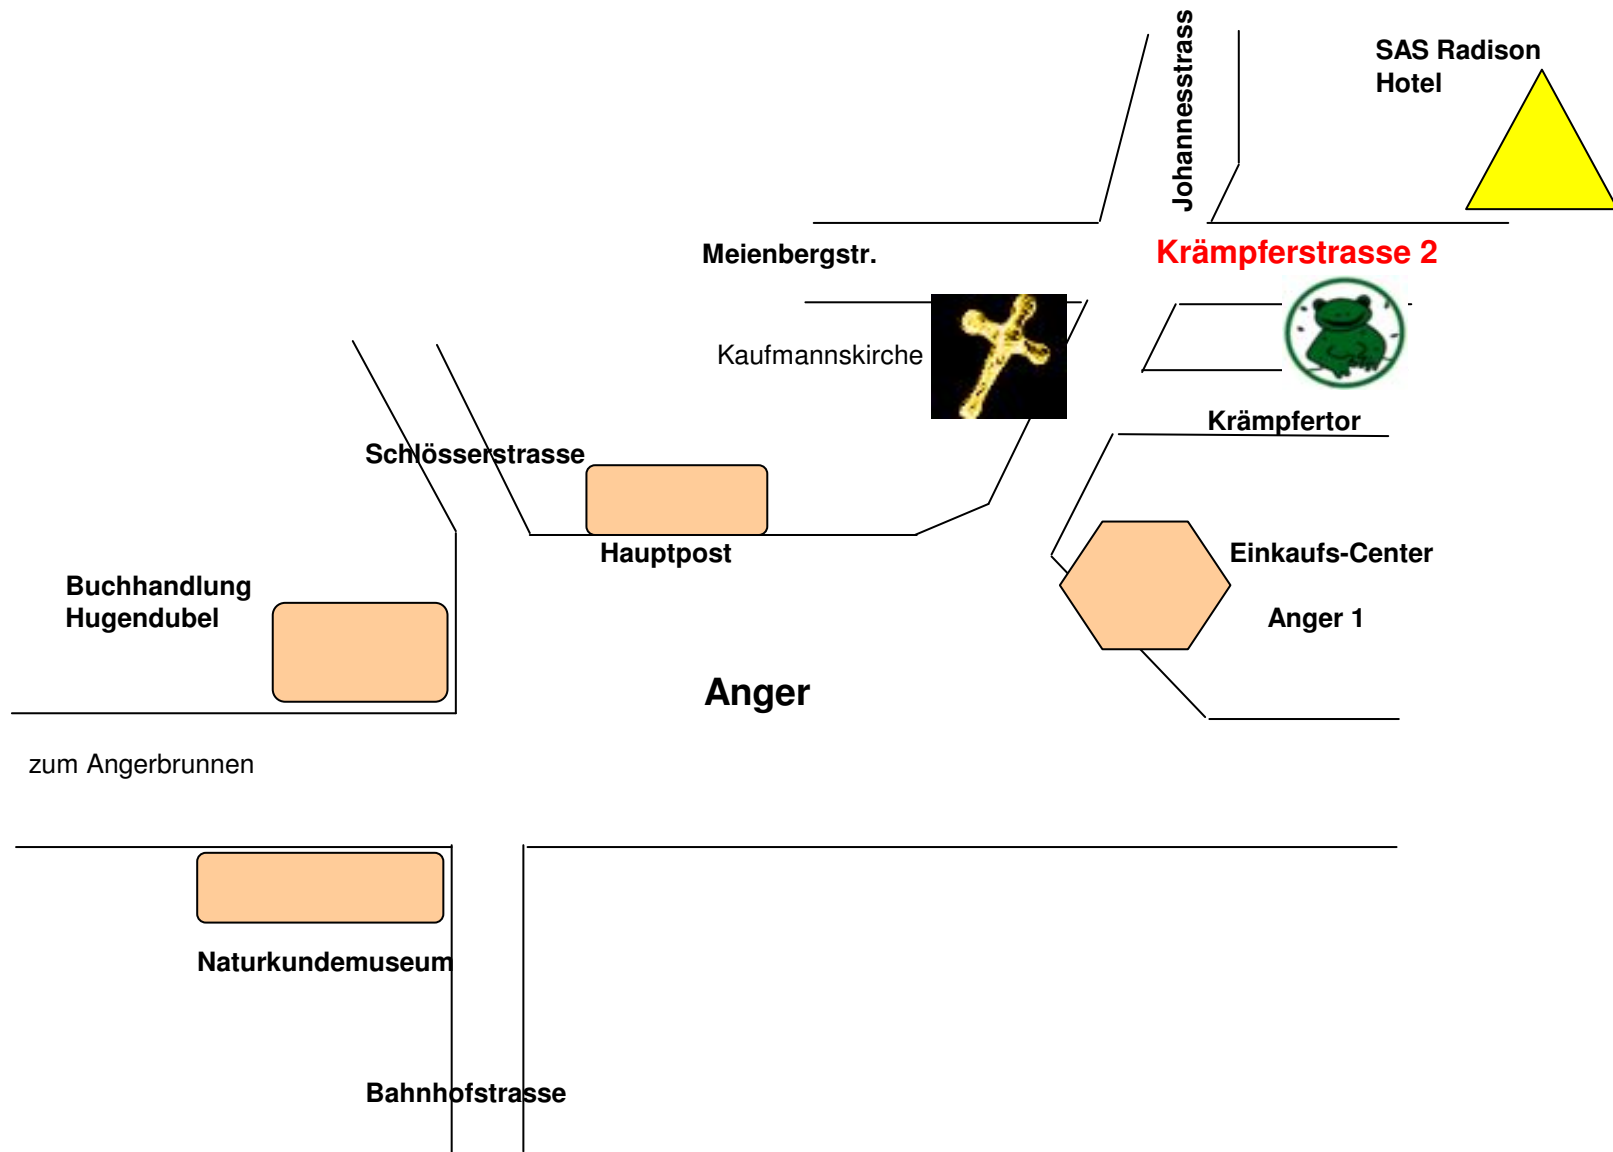 Johannesstrass
SAS Radison
Hotel
Meienbergstr.
Krämpferstrasse 2
Kaufmannskirche
Krämpfertor
Schlösserstrasse
Hauptpost
Einkaufs-Center
Anger 1
Buchhandlung
Hugendubel
Anger
zum Angerbrunnen
Naturkundemuseum
Bahnhofstrasse